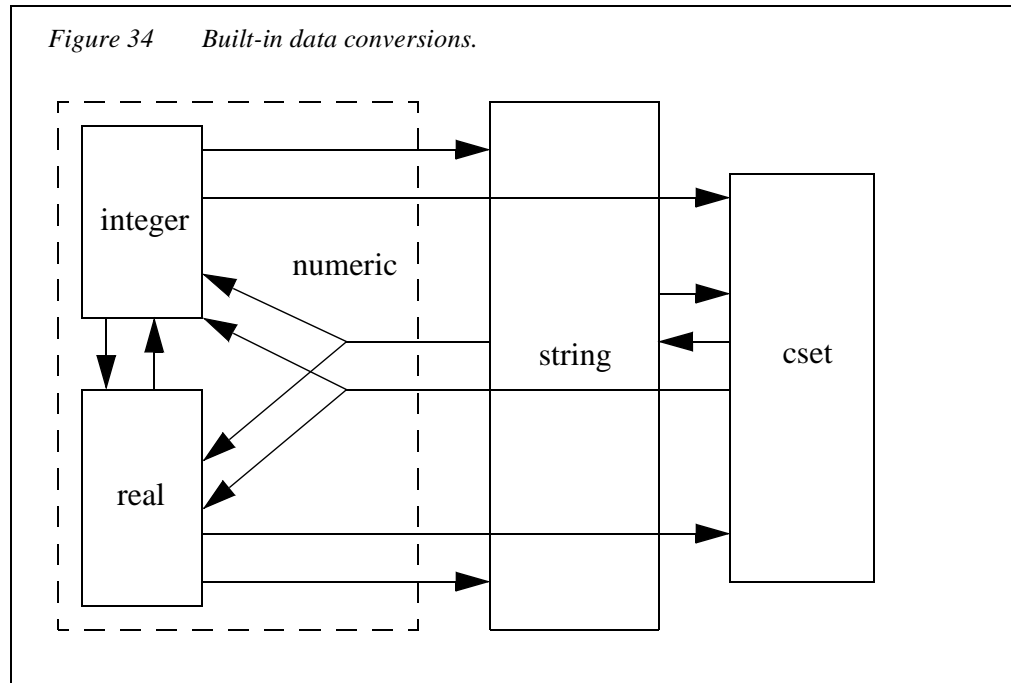 Figure 34 Built-in data conversions.
integer
numeric
string
cset
real